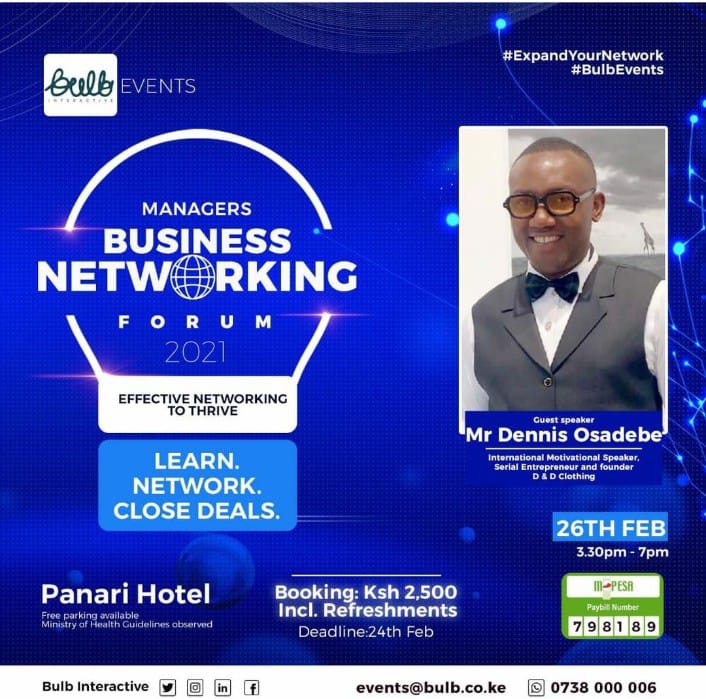 bulb
INTERACTIVE
EVENTS
#ExpandYourNetwork
#BulbEvents
MANAGERS
BUSINESS
NETWORKING
FORUM
2021
EFFECTIVE NETWORKING
TO THRIVE
LEARN.
NETWORK.
CLOSE DEALS.
Guest speaker
Mr Dennis Osadebe
International Motivational Speaker,
Serial Entrepreneur and founder
D & D Clothing
26TH FEB
3.30pm - 7pm
Panari Hotel
Free parking available
Ministry of Health Guidelines observed
Booking: Ksh 2,500
Incl. Refreshments
Deadline:24th Feb
M-PESA
Paybill Number
798189
Bulb Interactive
events@bulb.co.ke
0738 000 006